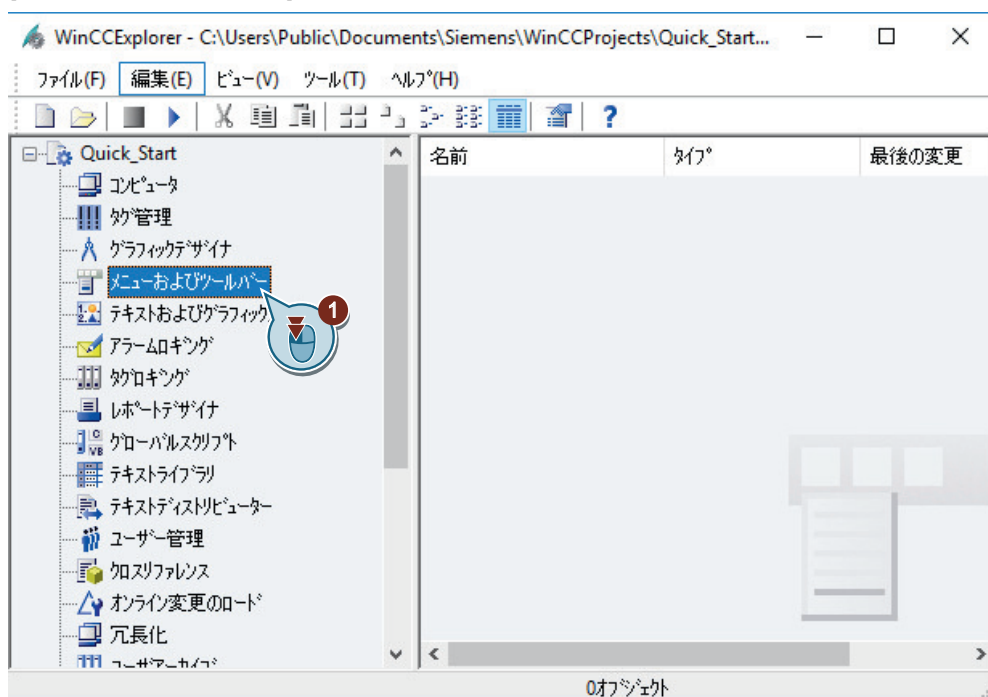 WinCCExplorer - C:\Users\Public\Documents\Siemens\WinCCProjects\Quick_Start...
ファイル(F) 編集(E) ビュー(V) ツール(T) ヘルプ(H)
Quick_Start
名前 タイプ 最後の変更
コンピュータ
タグ管理
グラフィックデザイナ
メニューおよびツールバー
1
テキストおよびグラフィック
アラームロギング
タグロギング
レポートデザイナ
グローバルスクリプト
テキストライブラリ
テキストディストリビューター
ユーザー管理
クロスリファレンス
オンライン変更のロード
冗長化
0オブジェクト